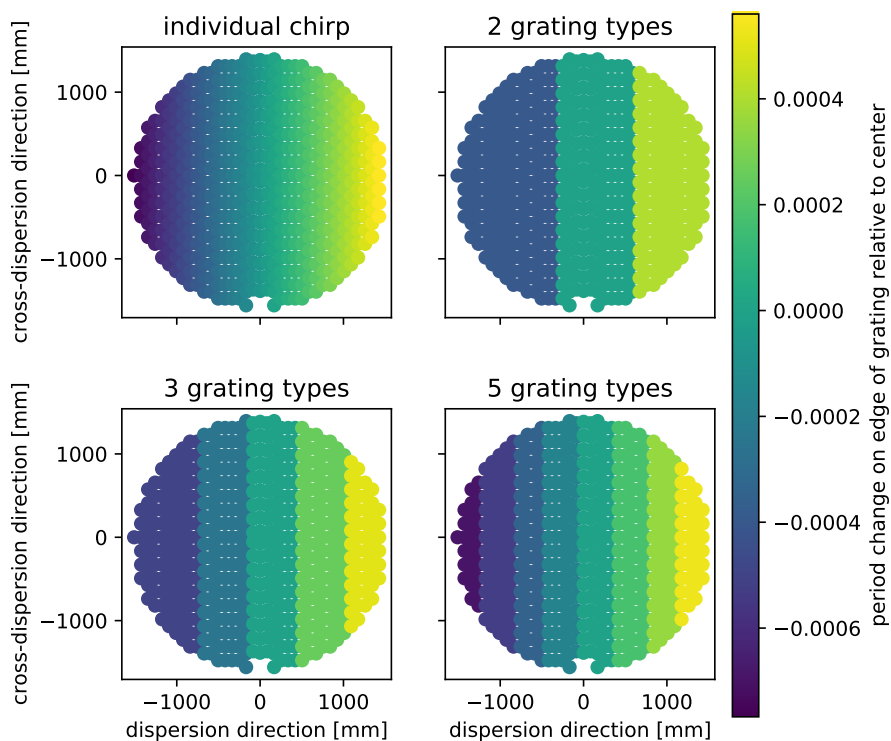 individual chirp
2 grating types
cross-dispersion direction [mm]
1000
0
−1000
3 grating types
5 grating types
cross-dispersion direction [mm]
1000
0
−1000
−1000
0
1000
−1000
0
1000
dispersion direction [mm]
dispersion direction [mm]
0.0004
0.0002
0.0000
−0.0002
−0.0004
−0.0006
period change on edge of grating relative to center